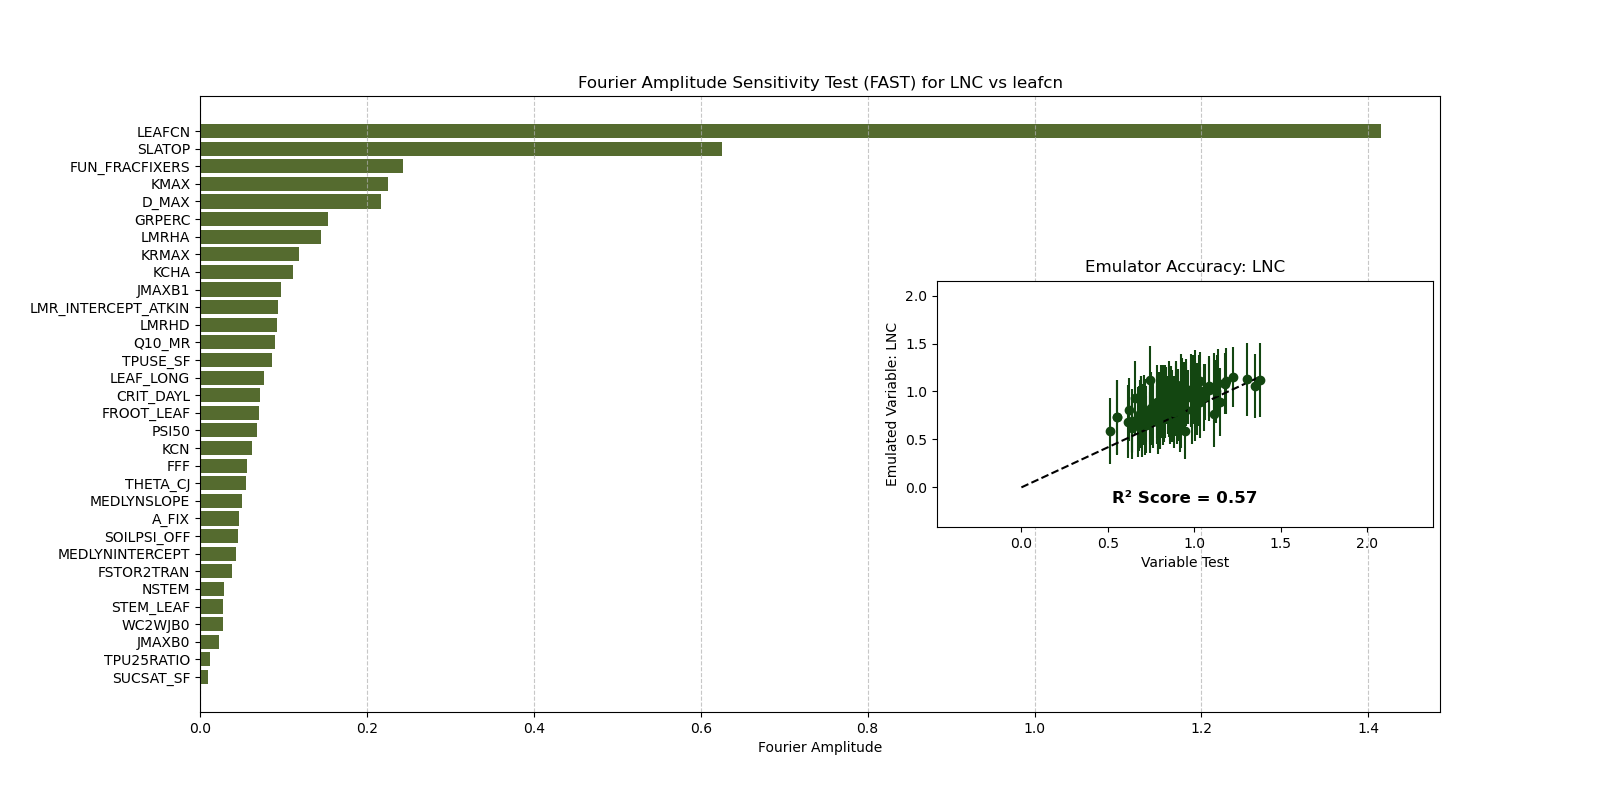 Fourier Amplitude Sensitivity Test (FAST) for LNC vs leafcn
LEAFCN
SLATOP
FUN_FRACFIXERS
KMAX
D_MAX
GRPERC
LMRHA
KRMAX
KCHA
JMAXB1
LMR_INTERCEPT_ATKIN
LMRHD
Q10_MR
TPUSE_SF
LEAF_LONG
CRIT_DAYL
FROOT_LEAF
PSI50
KCN
FFF
THETA_CJ
MEDLYNSLOPE
A_FIX
SOILPSI_OFF
MEDLYNINTERCEPT
FSTOR2TRAN
NSTEM
STEM_LEAF
WC2WJB0
JMAXB0
TPU25RATIO
SUCSAT_SF
0.0 0.2 0.4 0.6 0.8 1.0 1.2 1.4
Fourier Amplitude
Emulator Accuracy: LNC
Emulated Variable: LNC
2.0
1.5
1.0
0.5
0.0
R² Score = 0.57
0.0 0.5 1.0 1.5 2.0
Variable Test